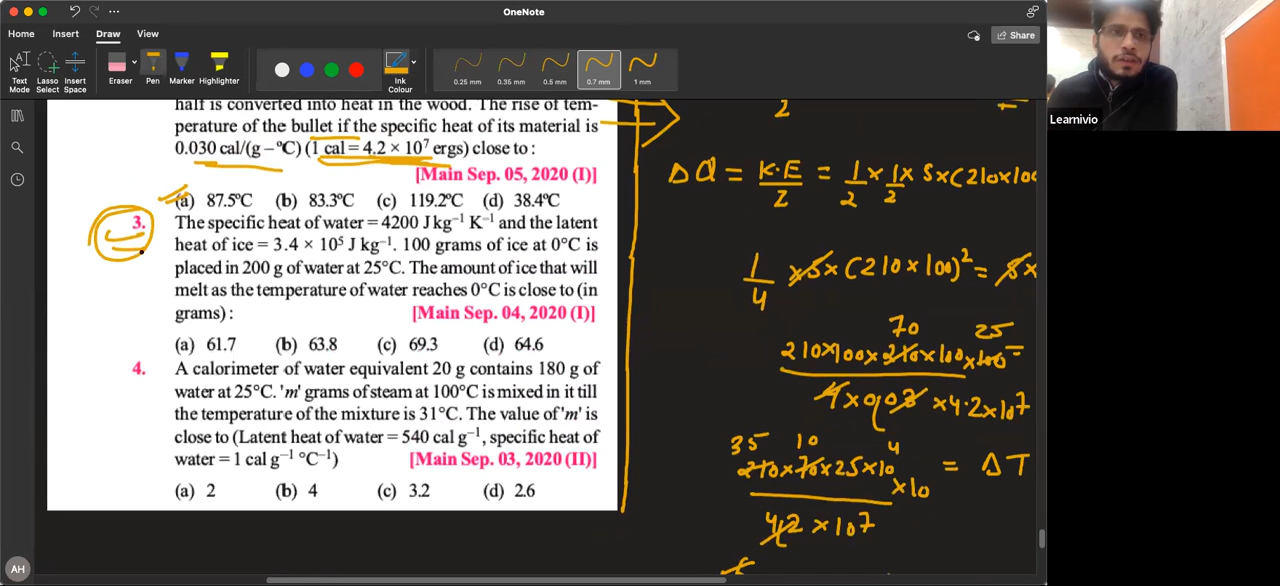 OneNote
Home Insert Draw View
Share
Text Mode
Lasso Select
Insert Space
Eraser
Pen
Marker
Highlighter
Ink Colour
0.25 mm
0.35 mm
0.5 mm
0.7 mm
1 mm
Learnivio
half is converted into heat in the wood. The rise of tem-
perature of the bullet if the specific heat of its material is
0.030 cal/(g – °C) (1 cal = 4.2 × 10⁷ ergs) close to :
[Main Sep. 05, 2020 (I)]
(a) 87.5°C (b) 83.3°C (c) 119.2°C (d) 38.4°C
3. The specific heat of water = 4200 J kg⁻¹ K⁻¹ and the latent
heat of ice = 3.4 × 10⁵ J kg⁻¹. 100 grams of ice at 0°C is
placed in 200 g of water at 25°C. The amount of ice that will
melt as the temperature of water reaches 0°C is close to (in
grams) : [Main Sep. 04, 2020 (I)]
(a) 61.7 (b) 63.8 (c) 69.3 (d) 64.6
4. A calorimeter of water equivalent 20 g contains 180 g of
water at 25°C. 'm' grams of steam at 100°C is mixed in it till
the temperature of the mixture is 31°C. The value of 'm' is
close to (Latent heat of water = 540 cal g⁻¹, specific heat of
water = 1 cal g⁻¹ °C⁻¹) [Main Sep. 03, 2020 (II)]
(a) 2 (b) 4 (c) 3.2 (d) 2.6
2
ΔQ = K.E/2 = 1/2 × 1/2 × 5 × (210×100
1/4 × 5 × (210×100)² = 5 ×
70 25
210×100×210×100×100 =
4×0.03×4.2×10⁷
35 10 4
210×70×25×10 ×10 = ΔT
4.2 × 10⁷
AH